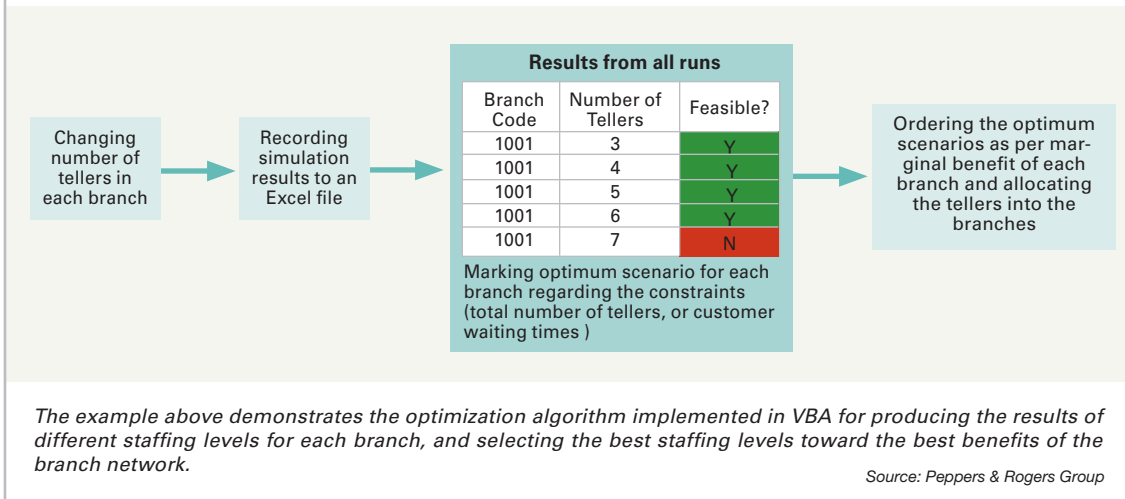 Changing
number of
tellers in
each branch
Recording
simulation
results to an
Excel file
Results from all runs
Branch Code Number of Tellers Feasible?
1001 3 Y
1001 4 Y
1001 5 Y
1001 6 Y
1001 7 N
Marking optimum scenario for each
branch regarding the constraints
(total number of tellers, or customer
waiting times )
Ordering the optimum
scenarios as per mar-
ginal benefit of each
branch and allocating
the tellers into the
branches
The example above demonstrates the optimization algorithm implemented in VBA for producing the results of
different staffing levels for each branch, and selecting the best staffing levels toward the best benefits of the
branch network.
Source: Peppers & Rogers Group